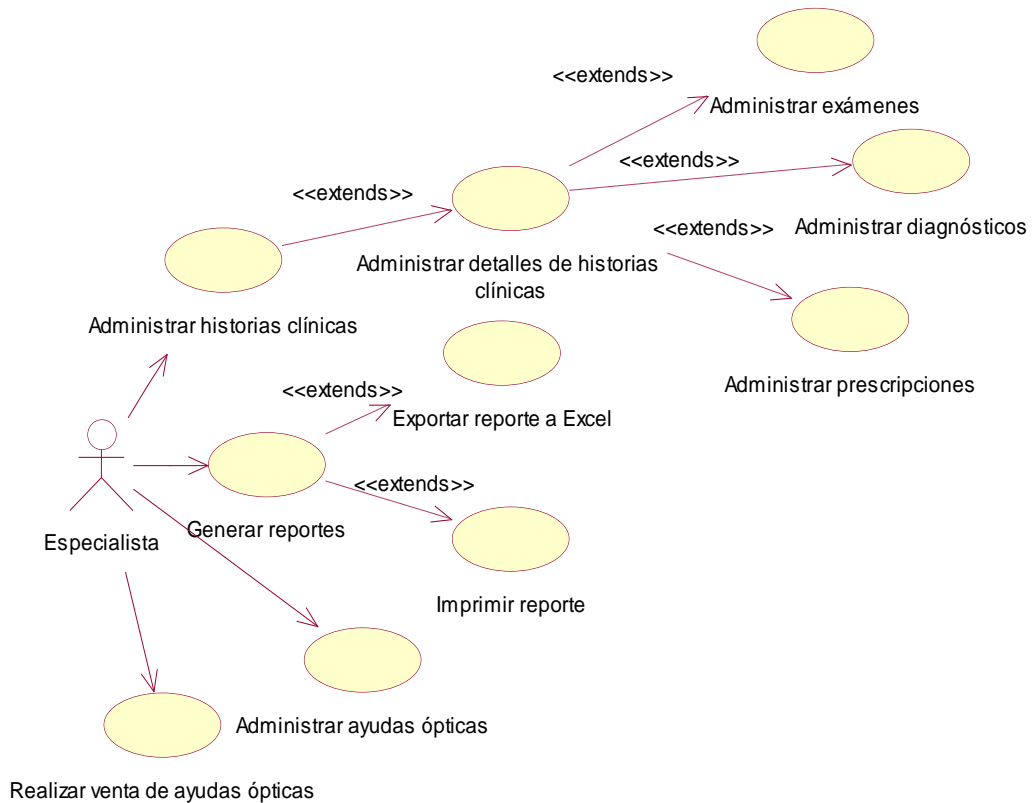 <<extends>>
Administrar exámenes
<<extends>>
<<extends>>
Administrar diagnósticos
<<extends>>
Administrar detalles de historias
clínicas
Administrar historias clínicas
Administrar prescripciones
<<extends>>
Exportar reporte a Excel
<<extends>>
Generar reportes
Especialista
Imprimir reporte
Administrar ayudas ópticas
Realizar venta de ayudas ópticas